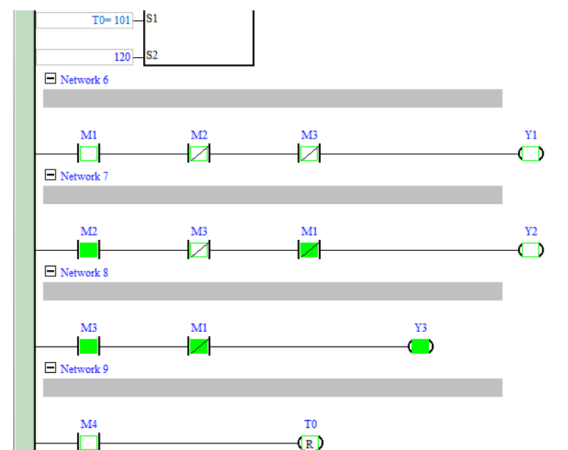 T0= 101 S1
120 S2
Network 6
M1 M2 M3 Y1
Network 7
M2 M3 M1 Y2
Network 8
M3 M1 Y3
Network 9
M4 T0
R